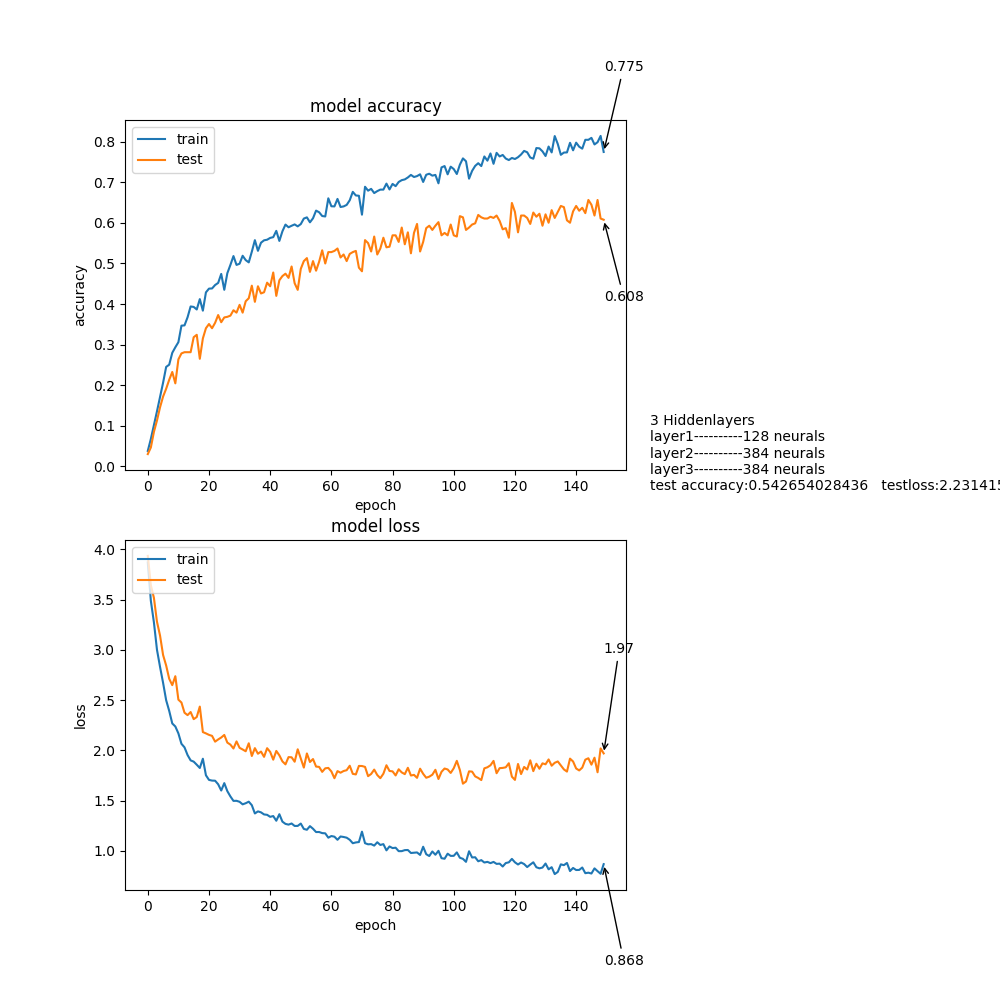 0.775
model accuracy
train
test
0.8
0.7
0.6
0.5
0.4
0.3
0.2
0.1
0.0
accuracy
0.608
0 20 40 60 80 100 120 140
epoch
3 Hiddenlayers
layer1----------128 neurals
layer2----------384 neurals
layer3----------384 neurals
test accuracy:0.542654028436 testloss:2.231415
model loss
train
test
4.0
3.5
3.0
2.5
2.0
1.5
1.0
loss
1.97
0 20 40 60 80 100 120 140
epoch
0.868